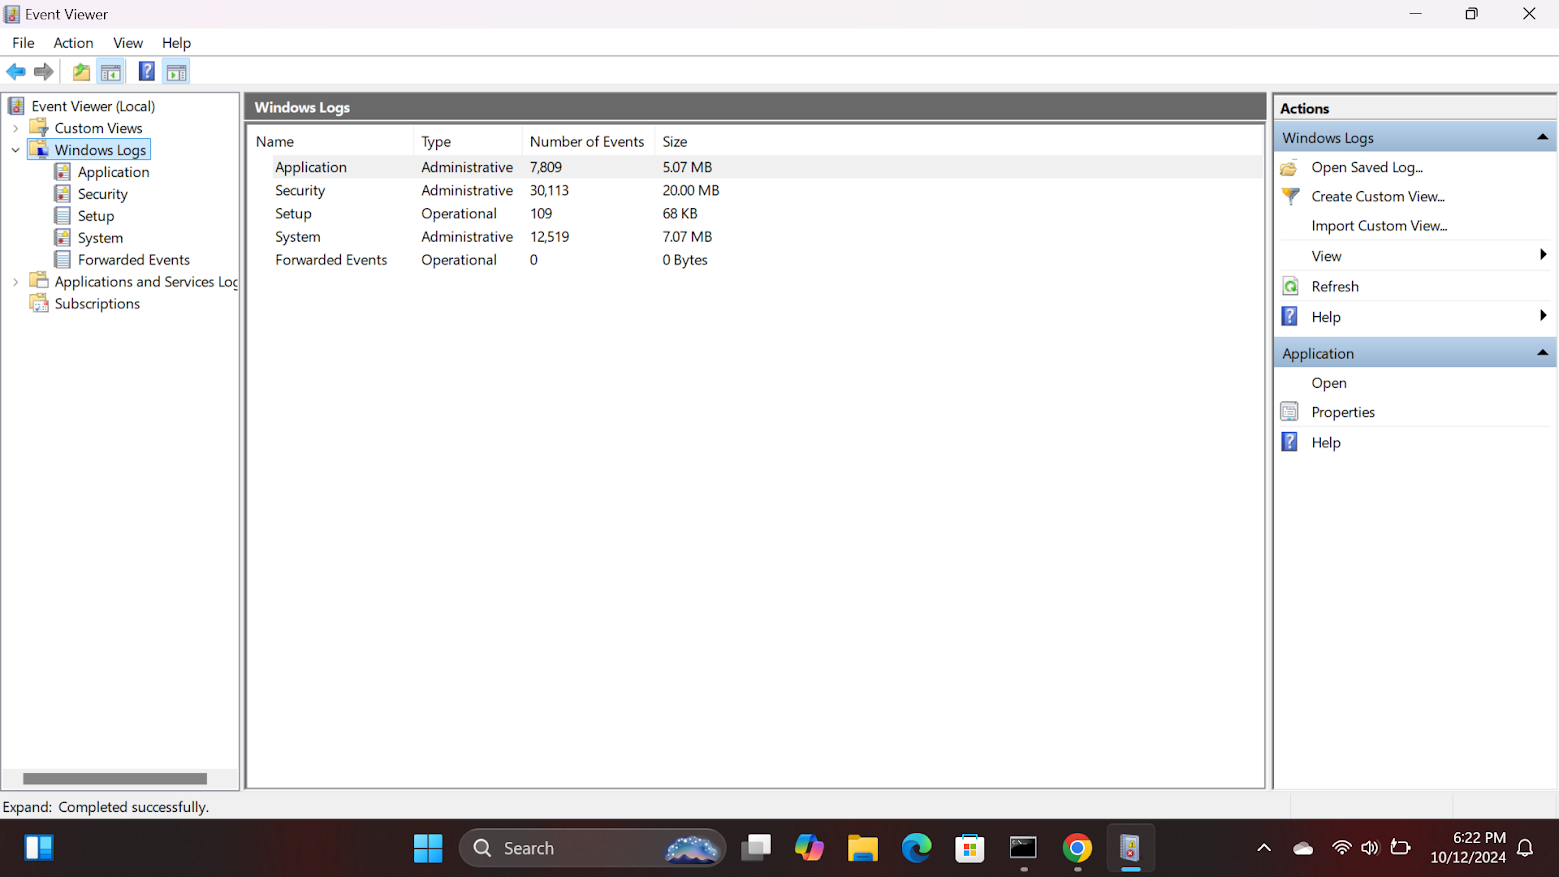 Event Viewer
File Action View Help
Event Viewer (Local)
Custom Views
Windows Logs
Application
Security
Setup
System
Forwarded Events
Applications and Services Log
Subscriptions
Windows Logs
Name Type Number of Events Size
Application Administrative 7,809 5.07 MB
Security Administrative 30,113 20.00 MB
Setup Operational 109 68 KB
System Administrative 12,519 7.07 MB
Forwarded Events Operational 0 0 Bytes
Actions
Windows Logs
Open Saved Log...
Create Custom View...
Import Custom View...
View
Refresh
Help
Application
Open
Properties
Help
Expand: Completed successfully.
Search
6:22 PM
10/12/2024